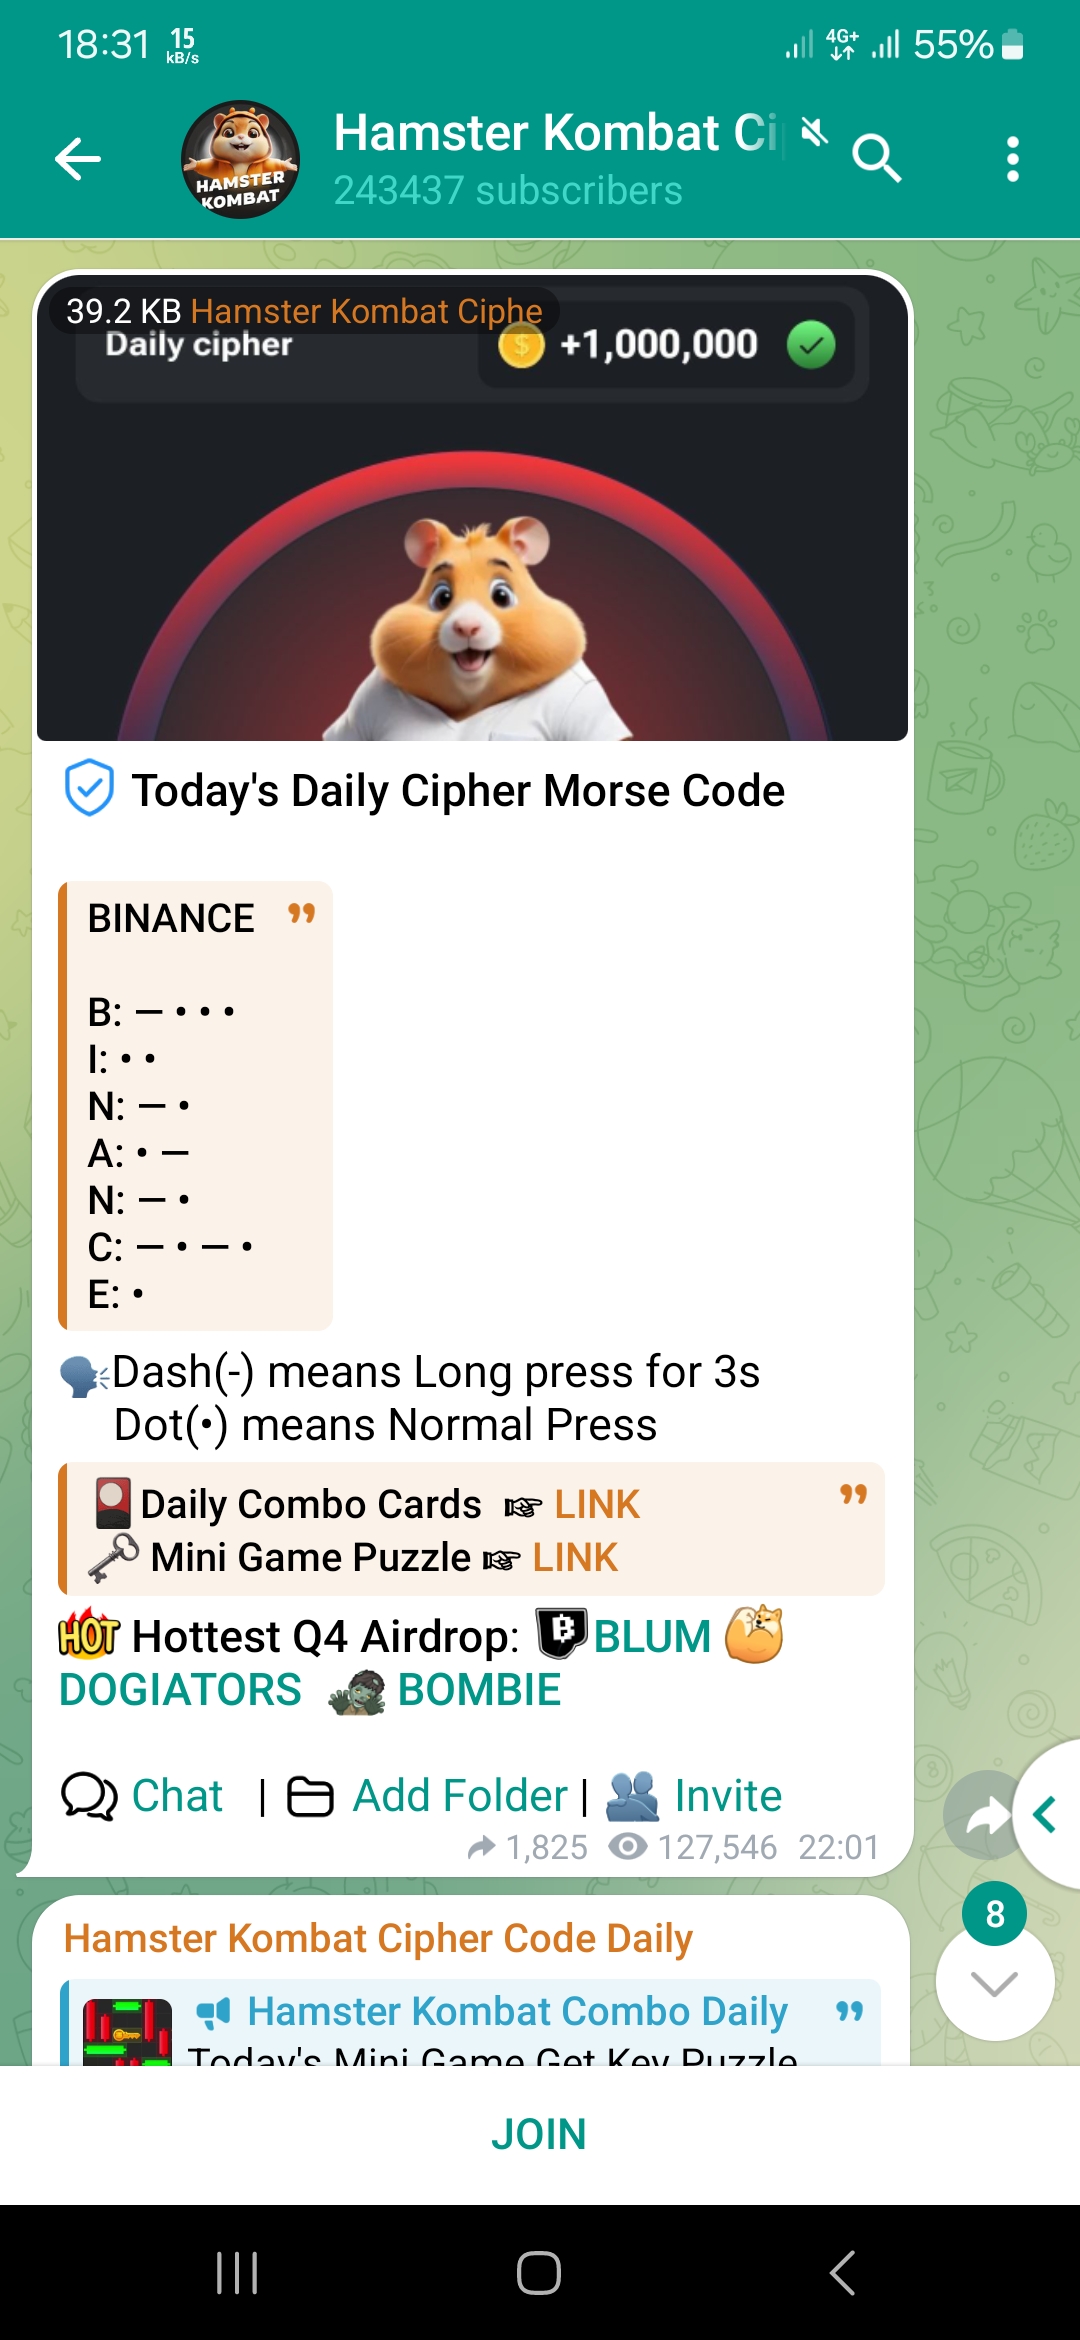 18:31 15 kB/s 4G+ 55%
HAMSTER KOMBAT
Hamster Kombat Ci
243437 subscribers
39.2 KB Hamster Kombat Ciphe
Daily cipher $ +1,000,000
Today's Daily Cipher Morse Code
BINANCE ”
B: — • • •
I: • •
N: — •
A: • —
N: — •
C: — • — •
E: •
🗣Dash(-) means Long press for 3s
Dot(•) means Normal Press
🎴Daily Combo Cards ☞ LINK ”
🗝 Mini Game Puzzle ☞ LINK
HOT Hottest Q4 Airdrop: BLUM
DOGIATORS BOMBIE
Chat | Add Folder | 👥 Invite
1,825 127,546 22:01
8
Hamster Kombat Cipher Code Daily
Hamster Kombat Combo Daily ”
Today's Mini Game Get Key Puzzle
JOIN